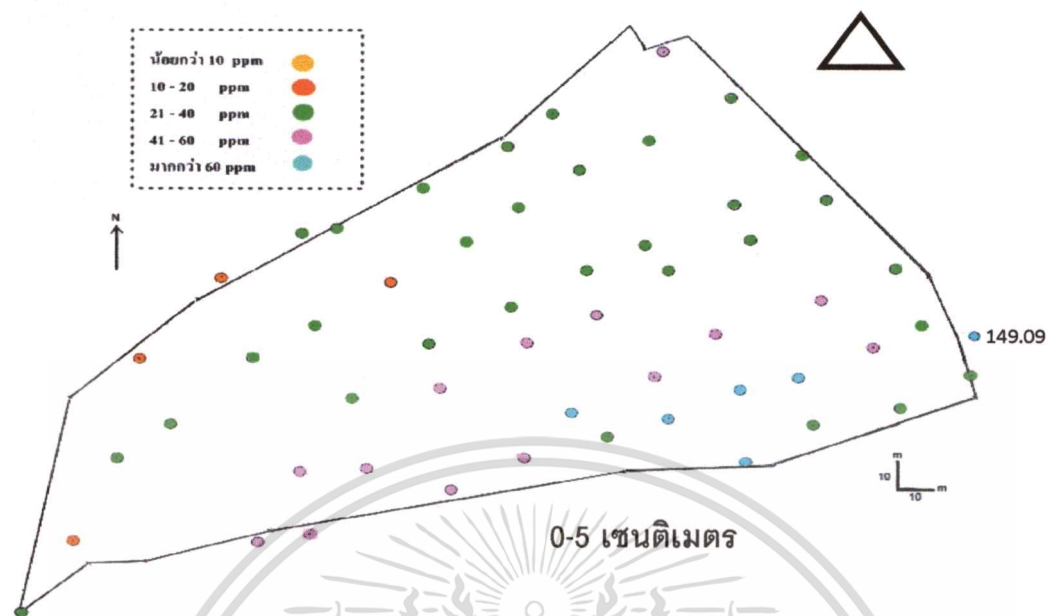 น้อยกว่า 10 ppm
10 - 20 ppm
21 - 40 ppm
41 - 60 ppm
มากกว่า 60 ppm
N
149.09
m
10
10 m
0-5 เซนติเมตร